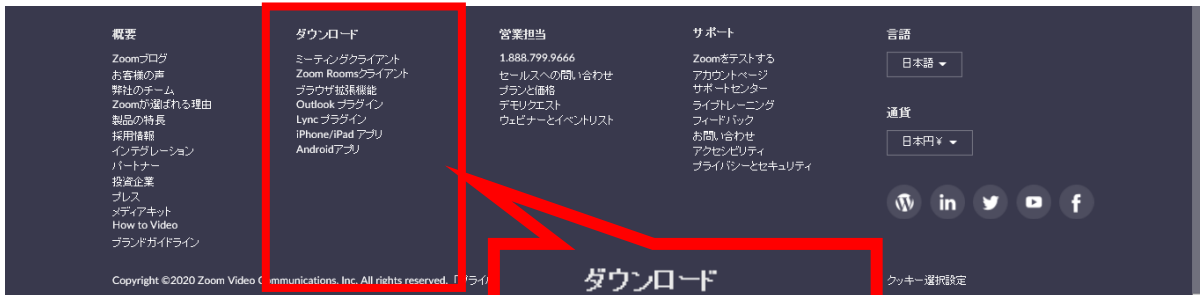 概要
Zoomブログ
お客様の声
弊社のチーム
Zoomが選ばれる理由
製品の特長
採用情報
インテグレーション
パートナー
投資企業
プレス
メディアキット
How to Video
ブランドガイドライン
ダウンロード
ミーティングクライアント
Zoom Roomsクライアント
ブラウザ拡張機能
Outlook プラグイン
Lync プラグイン
iPhone/iPad アプリ
Androidアプリ
営業担当
1.888.799.9666
セールスへの問い合わせ
プランと価格
デモリクエスト
ウェビナーとイベントリスト
サポート
Zoomをテストする
アカウントページ
サポートセンター
ライブトレーニング
フィードバック
お問い合わせ
アクセシビリティ
プライバシーとセキュリティ
言語
日本語
通貨
日本円¥
in
f
Copyright ©2020 Zoom Video Communications, Inc. All rights reserved.
ダウンロード
クッキー選択設定